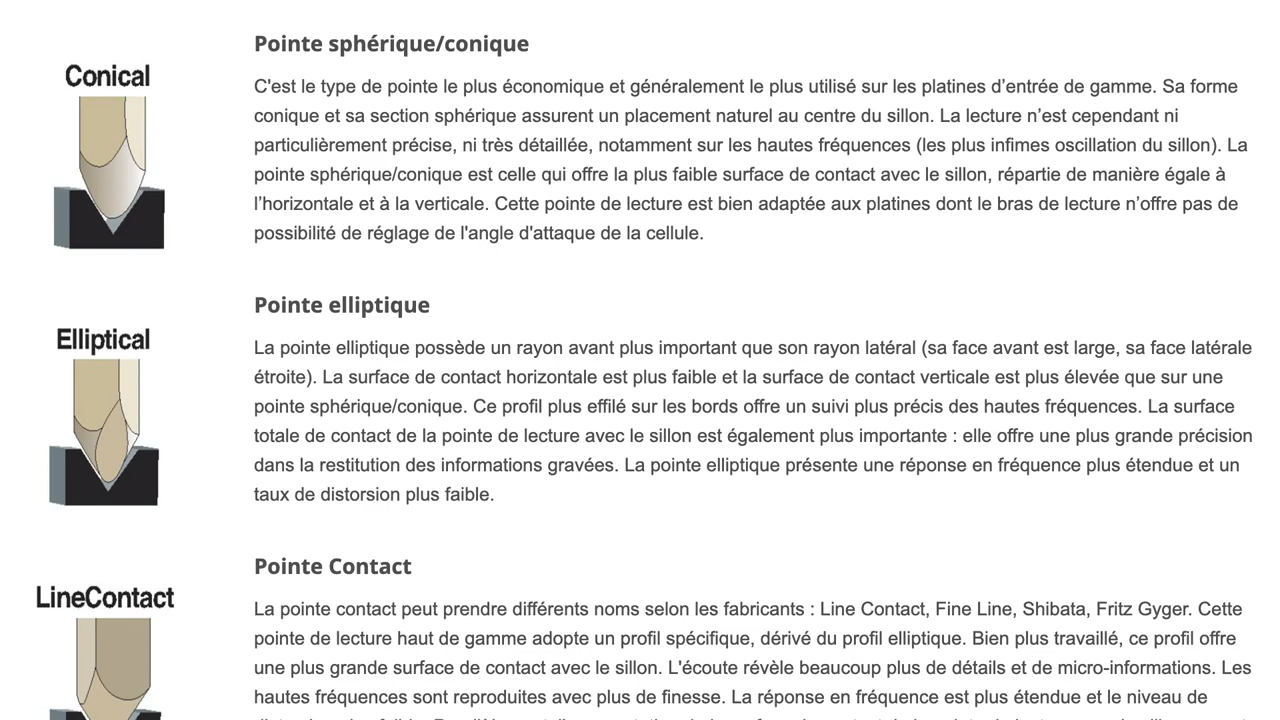 Pointe sphérique/conique
Conical
C'est le type de pointe le plus économique et généralement le plus utilisé sur les platines d’entrée de gamme. Sa forme
conique et sa section sphérique assurent un placement naturel au centre du sillon. La lecture n’est cependant ni
particulièrement précise, ni très détaillée, notamment sur les hautes fréquences (les plus infimes oscillation du sillon). La
pointe sphérique/conique est celle qui offre la plus faible surface de contact avec le sillon, répartie de manière égale à
l’horizontale et à la verticale. Cette pointe de lecture est bien adaptée aux platines dont le bras de lecture n’offre pas de
possibilité de réglage de l'angle d'attaque de la cellule.
Pointe elliptique
Elliptical
La pointe elliptique possède un rayon avant plus important que son rayon latéral (sa face avant est large, sa face latérale
étroite). La surface de contact horizontale est plus faible et la surface de contact verticale est plus élevée que sur une
pointe sphérique/conique. Ce profil plus effilé sur les bords offre un suivi plus précis des hautes fréquences. La surface
totale de contact de la pointe de lecture avec le sillon est également plus importante : elle offre une plus grande précision
dans la restitution des informations gravées. La pointe elliptique présente une réponse en fréquence plus étendue et un
taux de distorsion plus faible.
Pointe Contact
LineContact
La pointe contact peut prendre différents noms selon les fabricants : Line Contact, Fine Line, Shibata, Fritz Gyger. Cette
pointe de lecture haut de gamme adopte un profil spécifique, dérivé du profil elliptique. Bien plus travaillé, ce profil offre
une plus grande surface de contact avec le sillon. L'écoute révèle beaucoup plus de détails et de micro-informations. Les
hautes fréquences sont reproduites avec plus de finesse. La réponse en fréquence est plus étendue et le niveau de